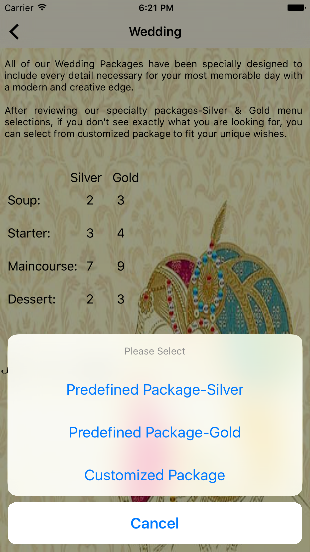 Carrier 6:21 PM
Wedding
All of our Wedding Packages have been specially designed to
include every detail necessary for your most memorable day with
a modern and creative edge.
After reviewing our specialty packages-Silver & Gold menu
selections, if you don't see exactly what you are looking for, you
can select from customized package to fit your unique wishes.
Silver Gold
Soup: 2 3
Starter: 3 4
Maincourse: 7 9
Dessert: 2 3
Please Select
Predefined Package-Silver
Predefined Package-Gold
Customized Package
Cancel